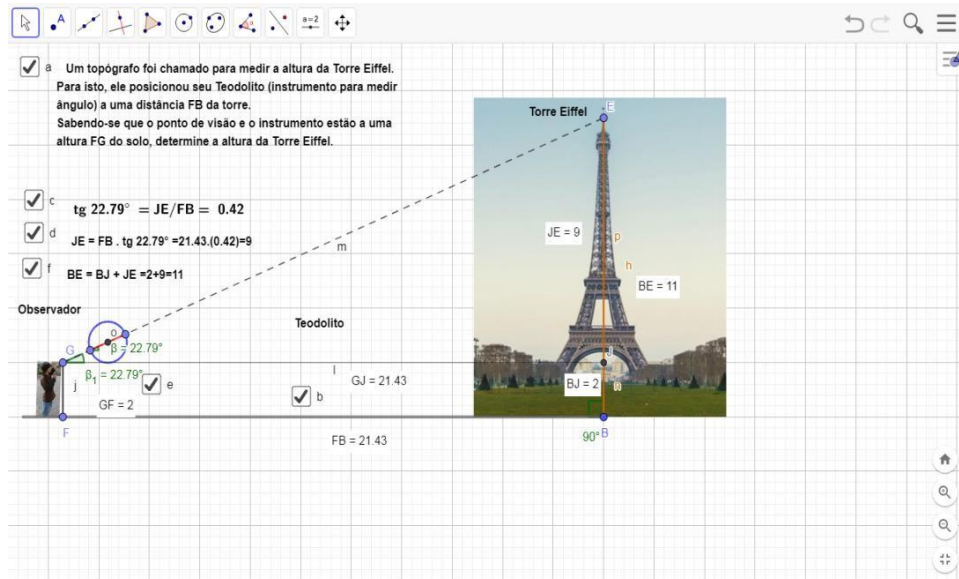 A
a=2
a Um topógrafo foi chamado para medir a altura da Torre Eiffel.
Para isto, ele posicionou seu Teodolito (instrumento para medir
ângulo) a uma distância FB da torre.
Sabendo-se que o ponto de visão e o instrumento estão a uma
altura FG do solo, determine a altura da Torre Eiffel.
Torre Eiffel
E
c tg 22.79° = JE/FB = 0.42
d JE = FB . tg 22.79° =21.43.(0.42)=9
f BE = BJ + JE =2+9=11
JE = 9
p
m
h
BE = 11
Observador
Teodolito
o
G
β = 22.79°
β1 = 22.79°
e
j
GF = 2
l
GJ = 21.43
b
J
BJ = 2
n
F
FB = 21.43
90°
B